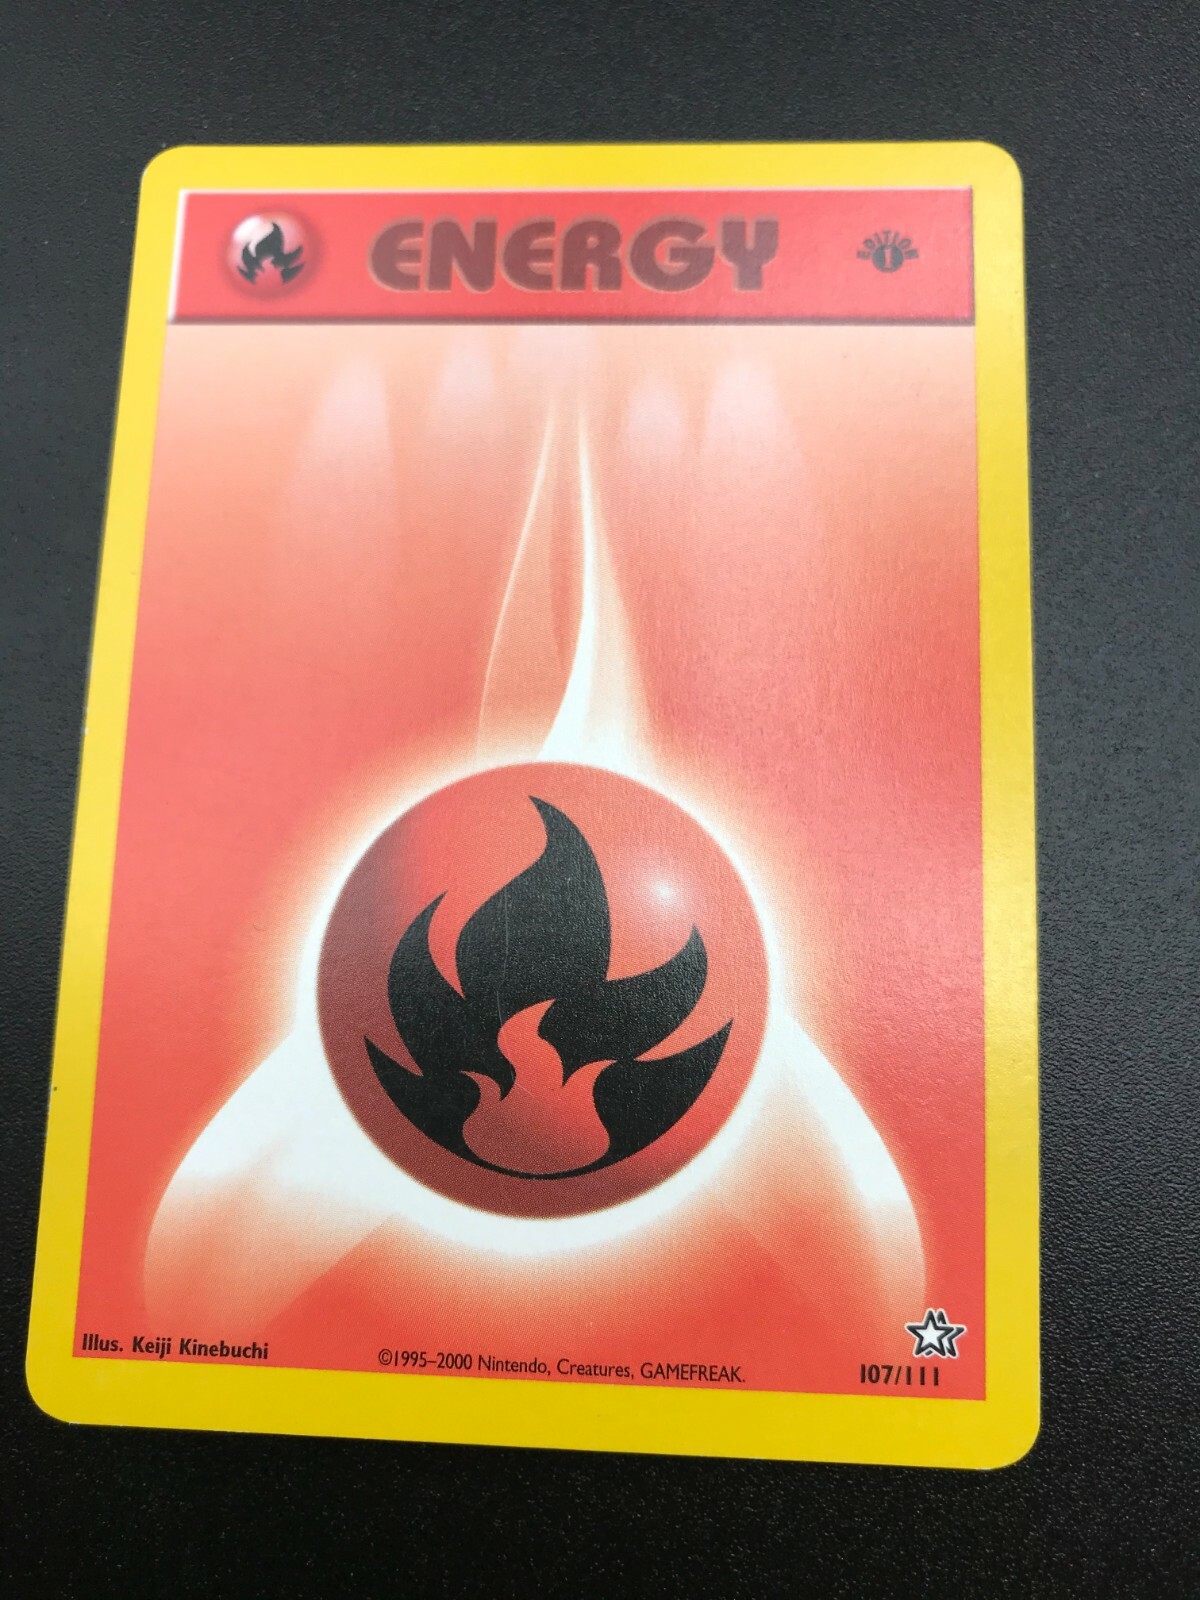 ENERGY
EDITION
1
Illus. Keiji Kinebuchi
©1995–2000 Nintendo, Creatures, GAMEFREAK.
107/111